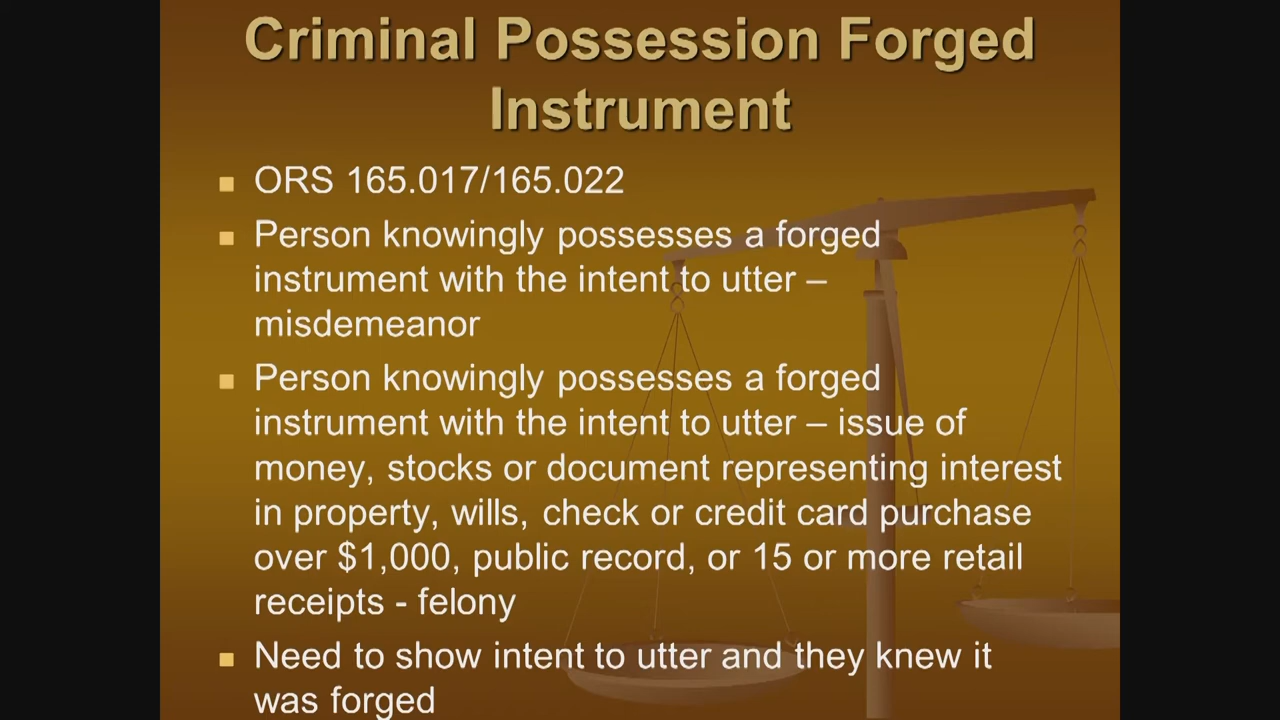 Criminal Possession Forged
Instrument
ORS 165.017/165.022
Person knowingly possesses a forged
instrument with the intent to utter –
misdemeanor
Person knowingly possesses a forged
instrument with the intent to utter – issue of
money, stocks or document representing interest
in property, wills, check or credit card purchase
over $1,000, public record, or 15 or more retail
receipts - felony
Need to show intent to utter and they knew it
was forged